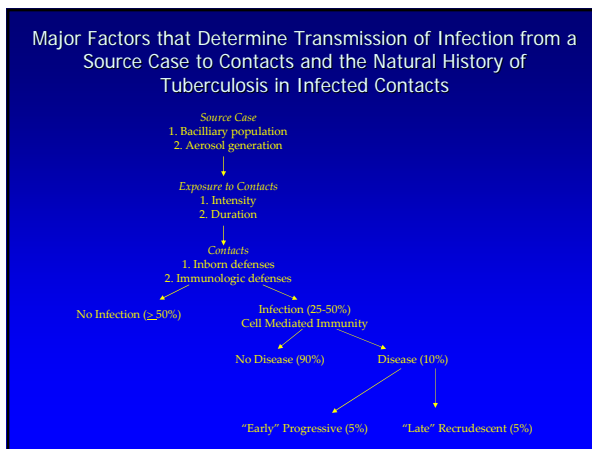 Major Factors that Determine Transmission of Infection from a
Source Case to Contacts and the Natural History of
Tuberculosis in Infected Contacts
Source Case
1. Bacilliary population
2. Aerosol generation
Exposure to Contacts
1. Intensity
2. Duration
Contacts
1. Inborn defenses
2. Immunologic defenses
No Infection (≥50%)
Infection (25-50%)
Cell Mediated Immunity
No Disease (90%)
Disease (10%)
“Early” Progressive (5%)
“Late” Recrudescent (5%)